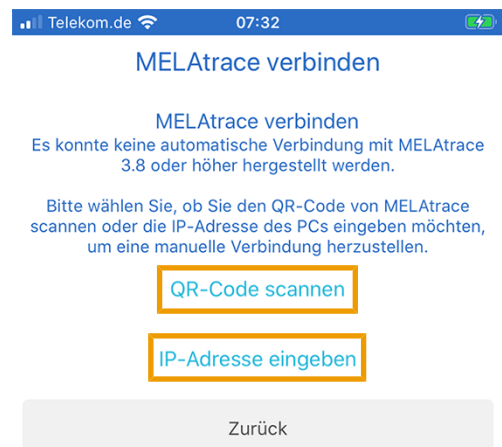 Telekom.de 07:32
MELAtrace verbinden
MELAtrace verbinden
Es konnte keine automatische Verbindung mit MELAtrace
3.8 oder höher hergestellt werden.
Bitte wählen Sie, ob Sie den QR-Code von MELAtrace
scannen oder die IP-Adresse des PCs eingeben möchten,
um eine manuelle Verbindung herzustellen.
QR-Code scannen
IP-Adresse eingeben
Zurück